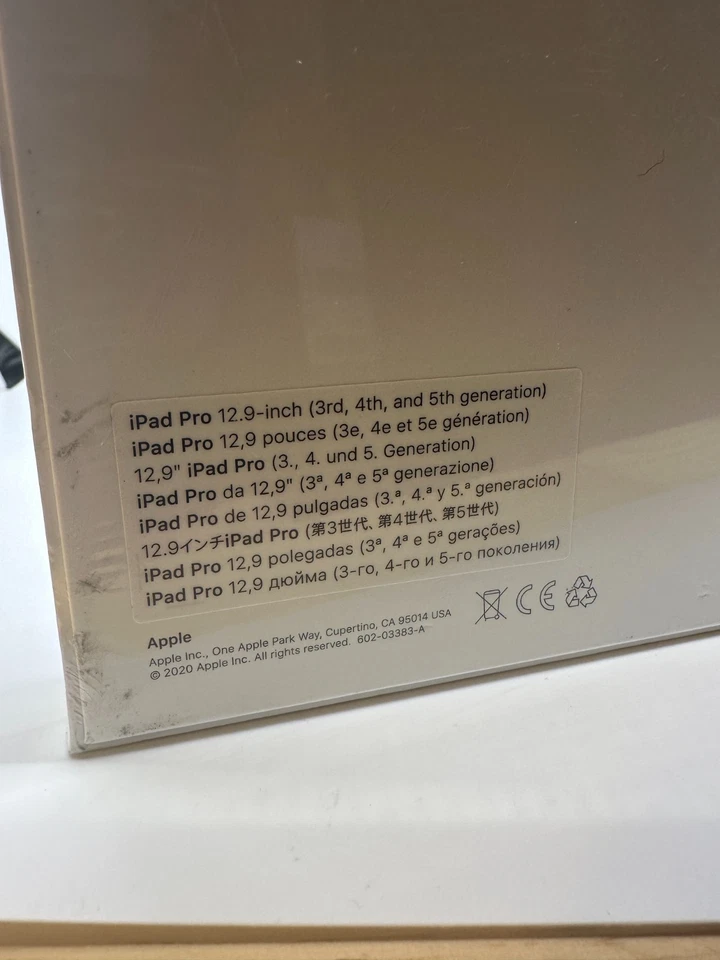 iPad Pro 12.9-inch (3rd, 4th, and 5th generation)
iPad Pro 12,9 pouces (3e, 4e et 5e génération)
12,9" iPad Pro (3., 4. und 5. Generation)
iPad Pro da 12,9" (3ª, 4ª e 5ª generazione)
iPad Pro de 12,9 pulgadas (3.ª, 4.ª y 5.ª generación)
12.9インチiPad Pro (第3世代、第4世代、第5世代)
iPad Pro 12,9 polegadas (3ª, 4ª e 5ª gerações)
iPad Pro 12,9 дюйма (3-го, 4-го и 5-го поколения)
Apple
Apple Inc., One Apple Park Way, Cupertino, CA 95014 USA
© 2020 Apple Inc. All rights reserved. 602-03383-A
CE